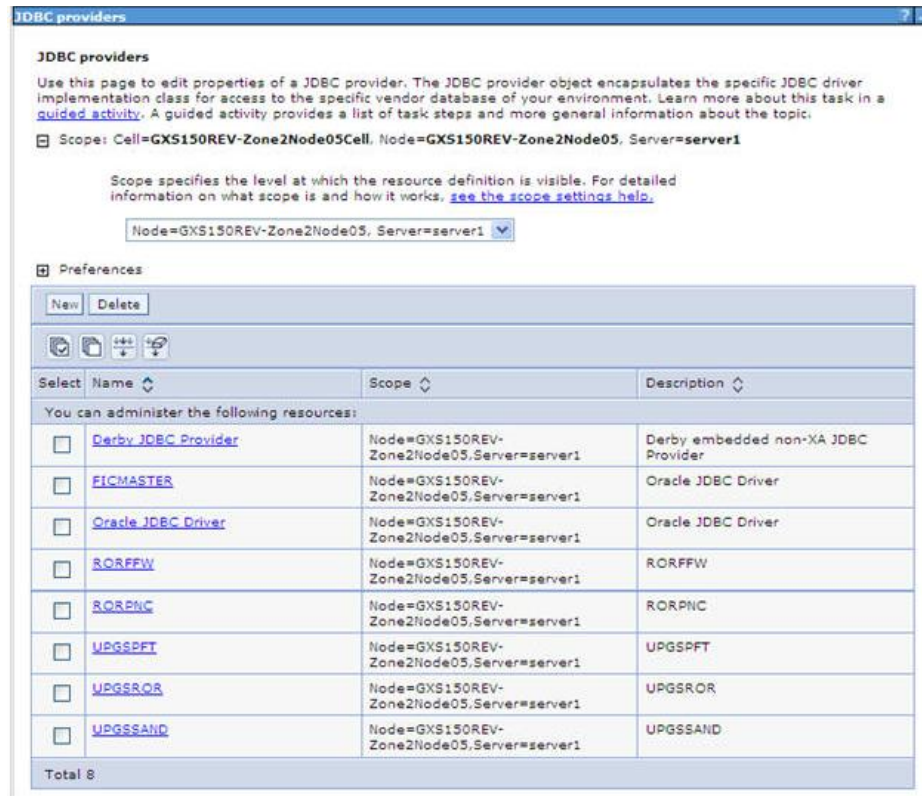 JDBC providers
?
JDBC providers
Use this page to edit properties of a JDBC provider. The JDBC provider object encapsulates the specific JDBC driver
implementation class for access to the specific vendor database of your environment. Learn more about this task in a
guided activity. A guided activity provides a list of task steps and more general information about the topic.
Scope: Cell=GXS150REV-Zone2Node05Cell, Node=GXS150REV-Zone2Node05, Server=server1
Scope specifies the level at which the resource definition is visible. For detailed
information on what scope is and how it works, see the scope settings help.
Node=GXS150REV-Zone2Node05, Server=server1
Preferences
New Delete
Select Name Scope Description
You can administer the following resources:
Derby JDBC Provider Node=GXS150REV- Derby embedded non-XA JDBC
Zone2Node05,Server=server1 Provider
FICMASTER Node=GXS150REV- Oracle JDBC Driver
Zone2Node05,Server=server1
Oracle JDBC Driver Node=GXS150REV- Oracle JDBC Driver
Zone2Node05,Server=server1
RORFFW Node=GXS150REV- RORFFW
Zone2Node05,Server=server1
RORPNC Node=GXS150REV- RORPNC
Zone2Node05,Server=server1
UPGSPFT Node=GXS150REV- UPGSPFT
Zone2Node05,Server=server1
UPGSROR Node=GXS150REV- UPGSROR
Zone2Node05,Server=server1
UPGSSAND Node=GXS150REV- UPGSSAND
Zone2Node05,Server=server1
Total 8